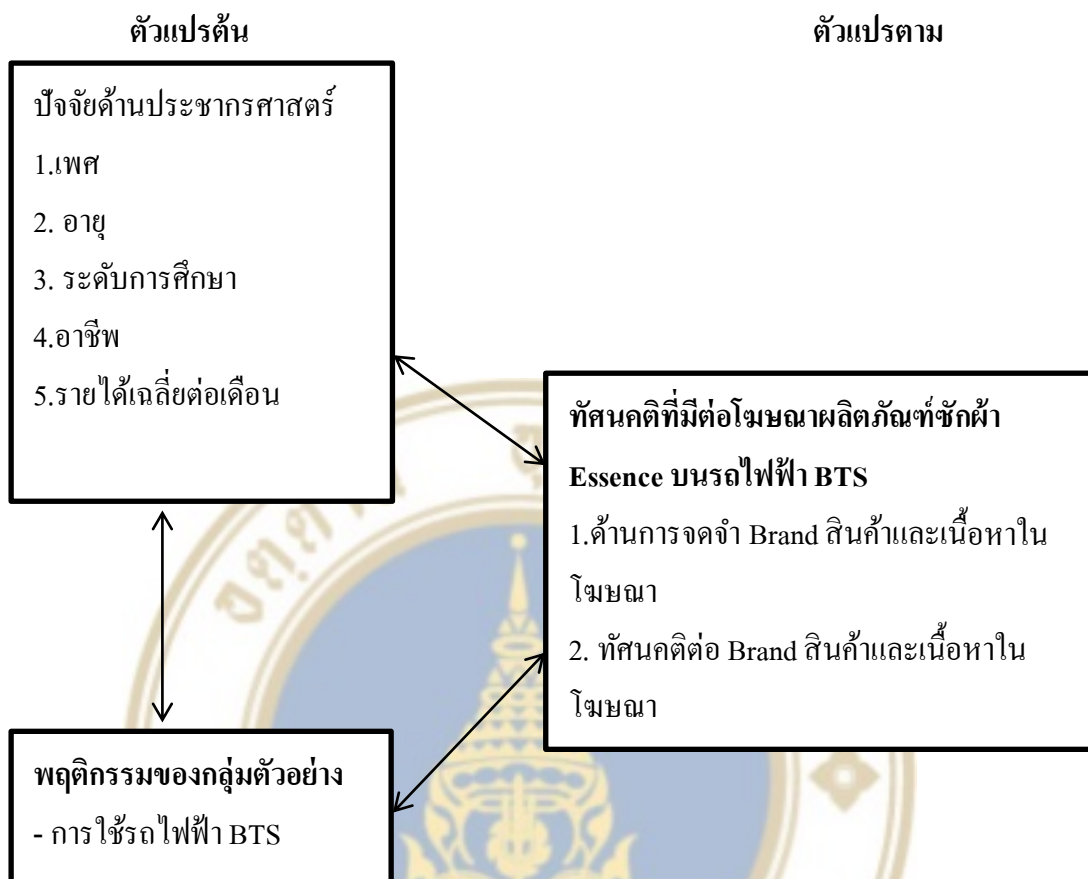 ตัวแปรต้น
ตัวแปรตาม
ปัจจัยด้านประชากรศาสตร์
1.เพศ
2. อายุ
3. ระดับการศึกษา
4.อาชีพ
5.รายได้เฉลี่ยต่อเดือน
ทัศนคติที่มีต่อโฆษณาผลิตภัณฑ์ซักผ้า
Essence บนรถไฟฟ้า BTS
1.ด้านการจดจำ Brand สินค้าและเนื้อหาใน
โฆษณา
2. ทัศนคติต่อ Brand สินค้าและเนื้อหาใน
โฆษณา
พฤติกรรมของกลุ่มตัวอย่าง
- การใช้รถไฟฟ้า BTS